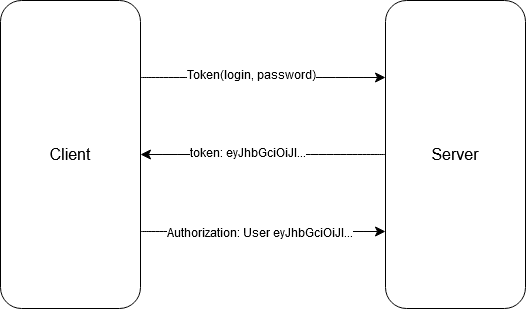 Token(login, password)
Client
token: eyJhbGciOiJI...
Server
Authorization: User eyJhbGciOiJI...